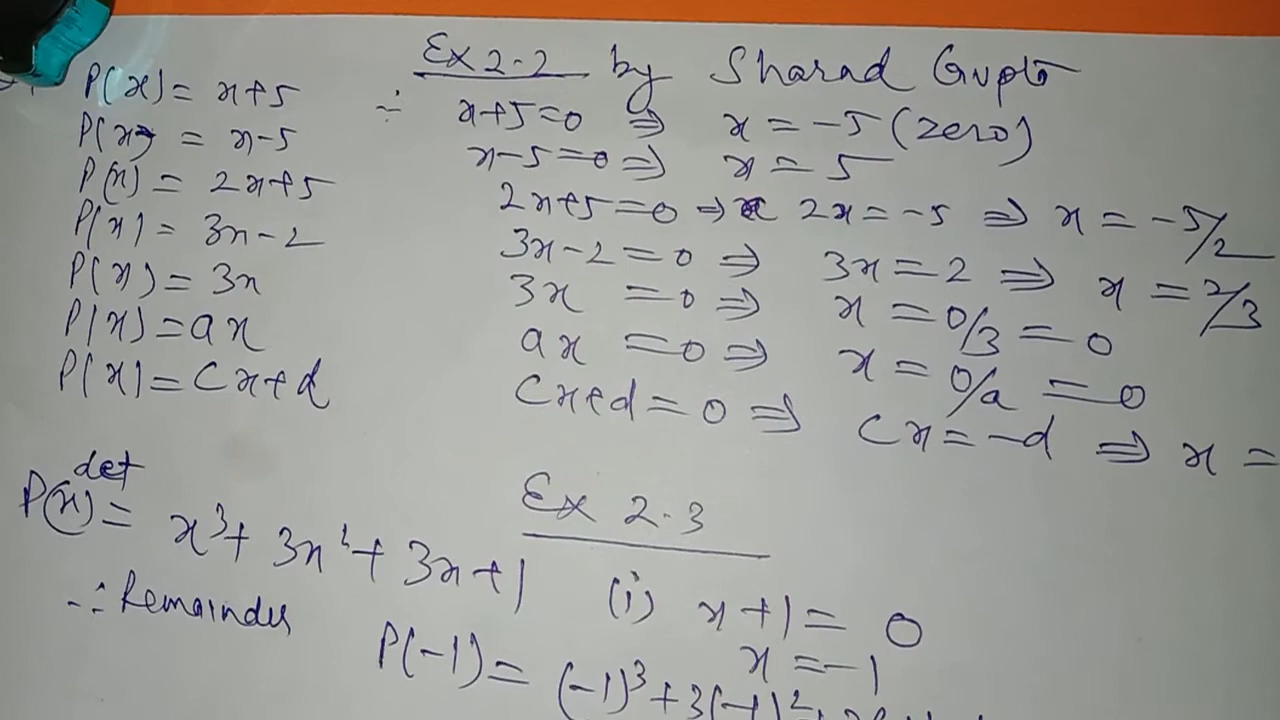 Ex 2.2 by Sharad Gupta
P(x) = x+5 ∴ x+5=0 ⇒ x = -5 (zero)
P(x) = x-5 x-5=0 ⇒ x = 5
P(x) = 2x+5 2x+5=0 ⇒ 2x = -5 ⇒ x = -5/2
P(x) = 3x-2 3x-2=0 ⇒ 3x=2 ⇒ x = 2/3
P(x) = 3x 3x =0 ⇒ x = 0/3 = 0
P(x) = ax ax =0 ⇒ x = 0/a = 0
P(x) = Cx+d Cx+d=0 ⇒ Cx=-d ⇒ x =
Ex 2.3
det
P(x) = x³+ 3x²+ 3x+1 (i) x+1= 0
∴ Remainder x =-1
P(-1)= (-1)³+3(-1)²+